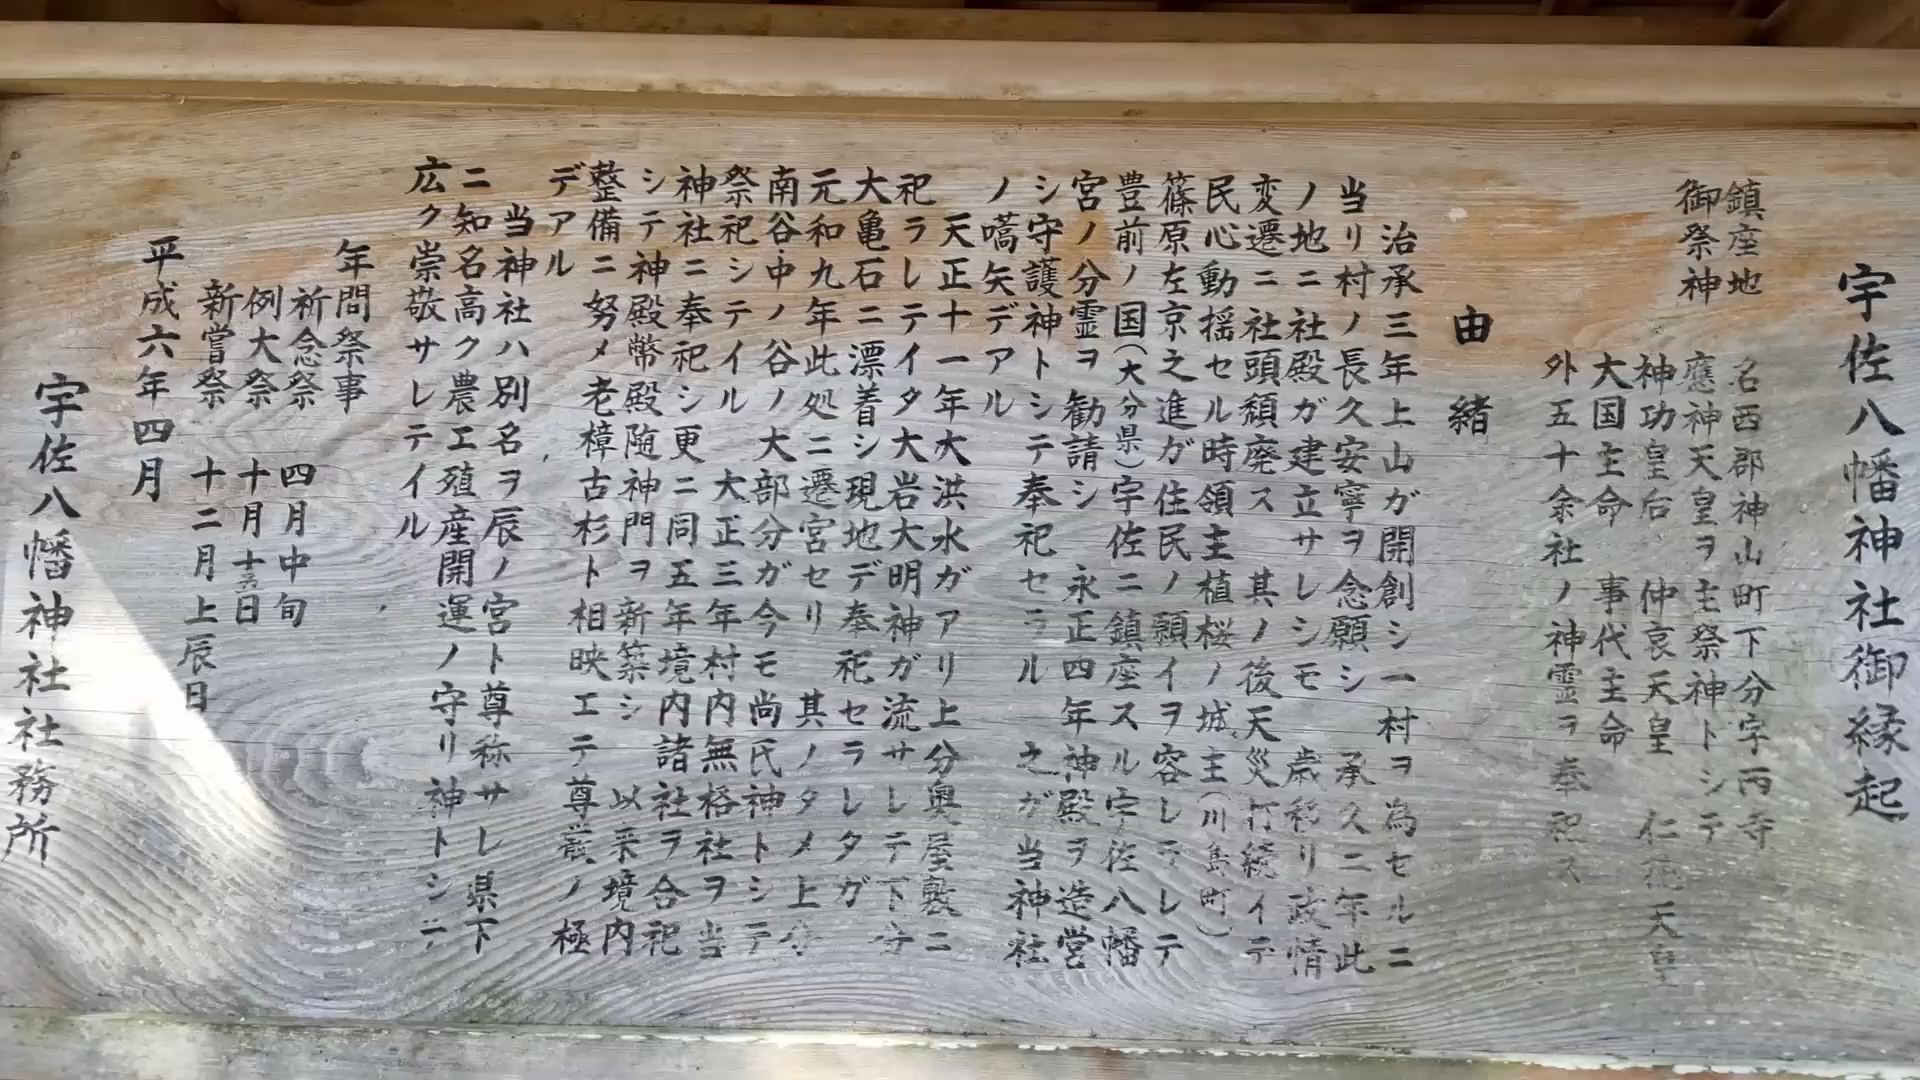 宇佐八幡神社御縁起
鎮座地 名西郡神山町下分字西寺
御祭神 應神天皇ヲ主祭神トシテ
神功皇后 仲哀天皇 仁徳天皇
大国主命 事代主命
外五十余社ノ神霊ヲ奉祀ス
由緒
治承三年上山ガ開創シ一村ヲ為セルニ
当リ村ノ長久安寧ヲ念願シ 承久二年此
ノ地ニ社殿ガ建立サレシモ 歳移リ政情
変遷ニ社頭頽廃ス 其ノ後天災打続イテ
民心動揺セル時領主植桜ノ城主(川島町)
篠原左京之進ガ住民ノ願イヲ容レラレテ
豊前ノ国(大分県)宇佐ニ鎮座スル宇佐八幡
宮ノ分霊ヲ勧請シ 永正四年神殿ヲ造営
シ守護神トシテ奉祀セラル 之ガ当神社
ノ嚆矢デアル
天正十一年大洪水ガアリ上分奥屋敷ニ
祀ラレテイタ大岩大明神ガ流サレテ下分
大亀石ニ漂着シ現地デ奉祀セラレタガ
元和九年此処ニ遷宮セリ 其ノタメ上分
南谷中ノ谷ノ大部分ガ今モ尚氏神トシテ
祭祀シテイル 大正三年村内無格社ヲ当
神社ニ奉祀シ更ニ同五年境内諸社ヲ合祀
シテ神殿幣殿随神門ヲ新築シ 以来境内
整備ニ努メ老樟古杉ト相映エテ尊厳ノ極
デアル
当神社ハ別名ヲ辰ノ宮ト尊称サレ県下
ニ知名高ク農工殖産開運ノ守リ神トシテ
広ク崇敬サレテイル
年間祭事
祈念祭 四月中旬
例大祭 十月 日
新嘗祭 十二月上辰日
平成六年四月
宇佐八幡神社社務所